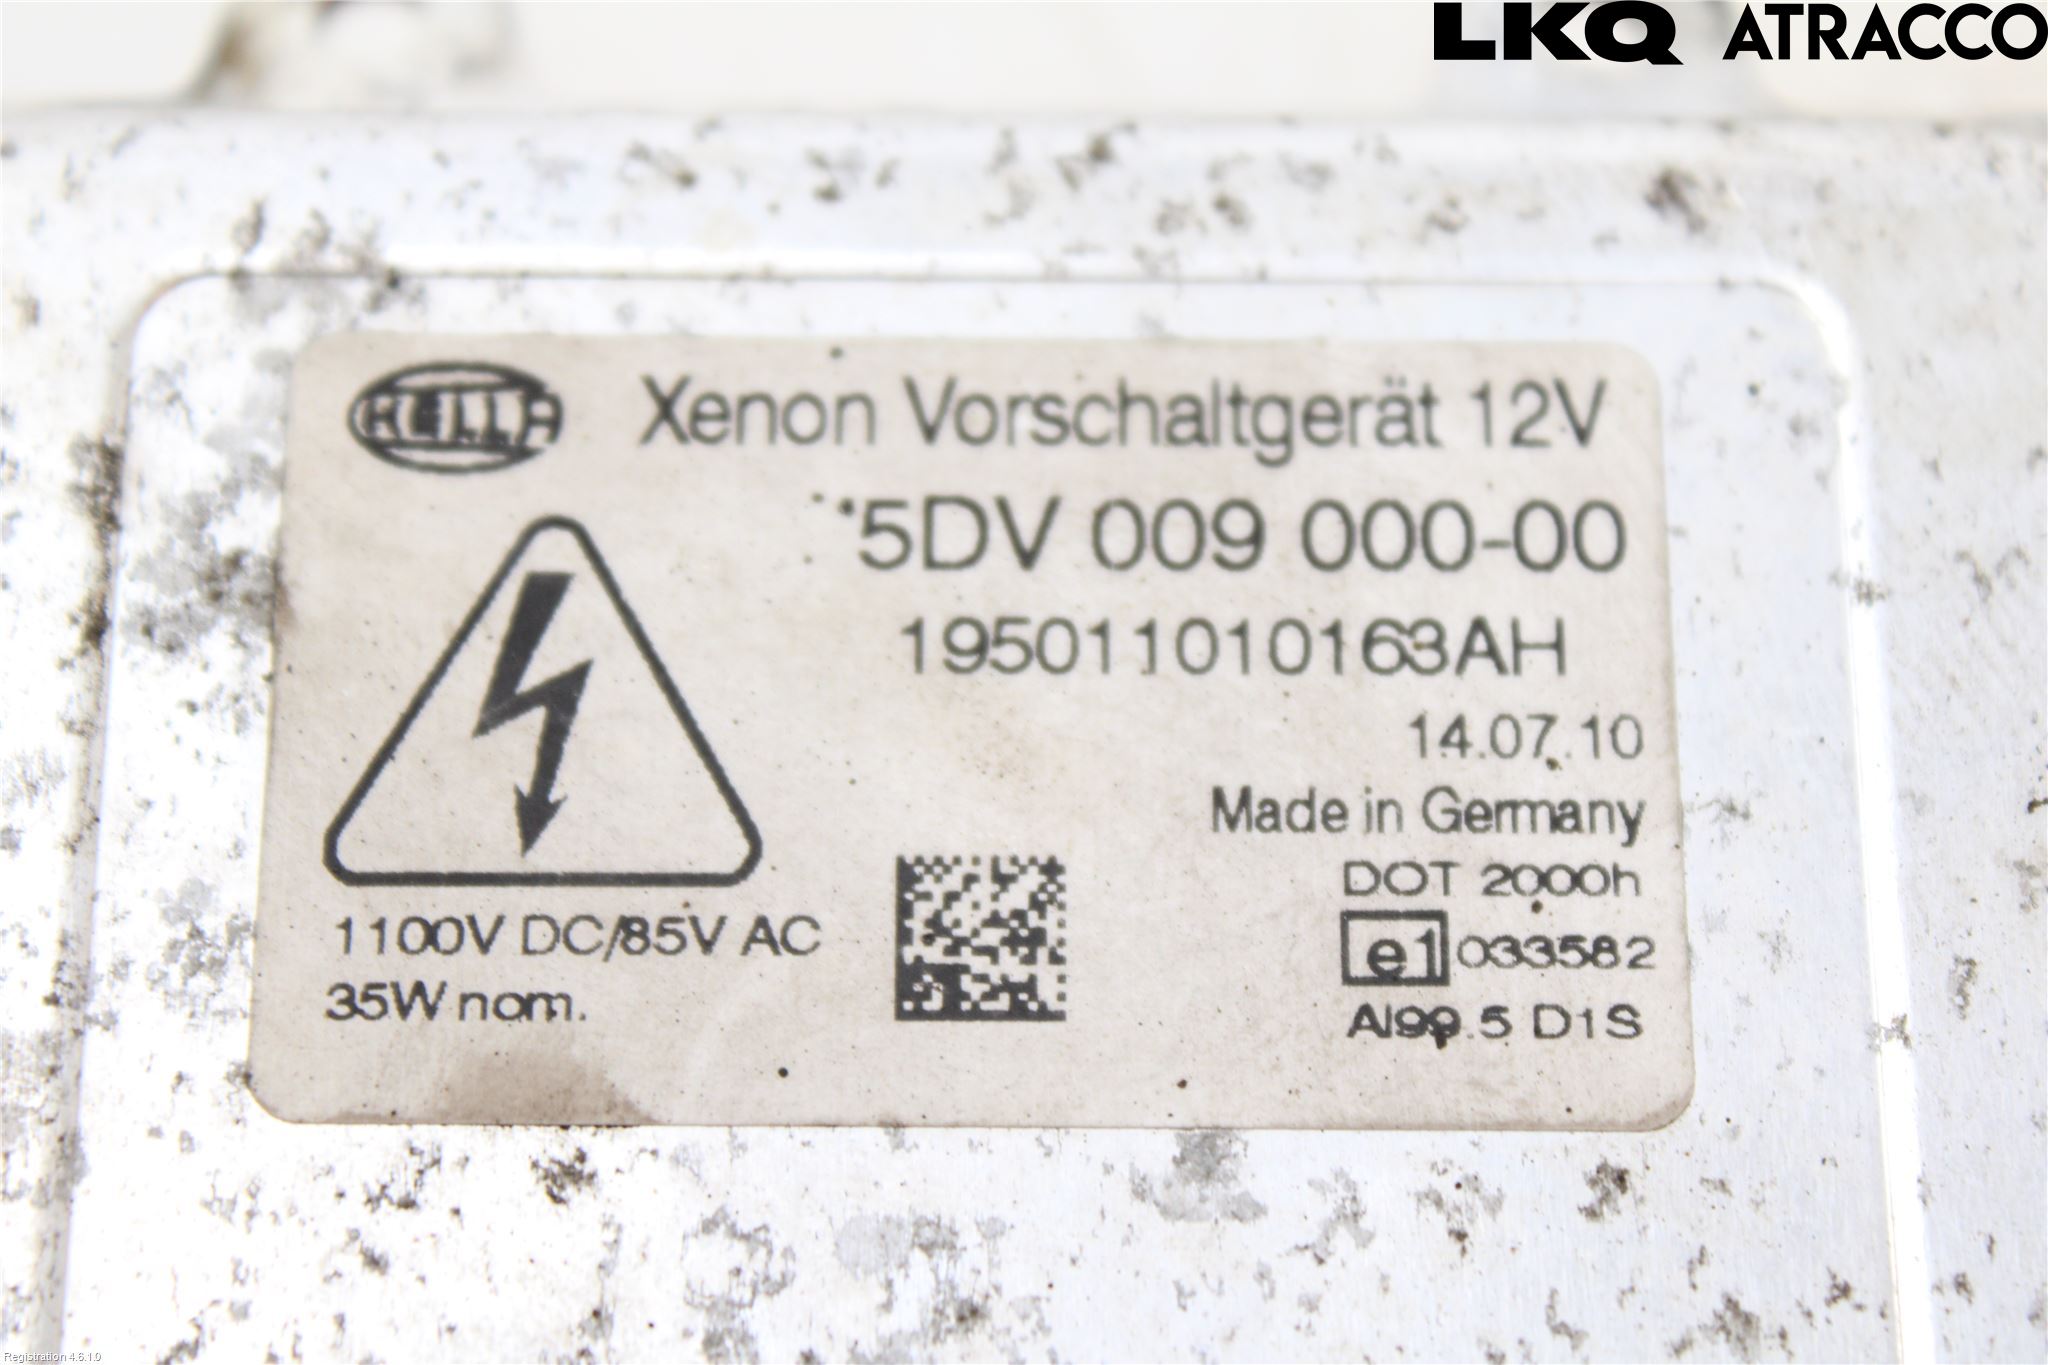 LKQ ATRACCO
HELLA
Xenon Vorschaltgerät 12V
5DV 009 000-00
195011010163AH
14.07.10
Made in Germany
DOT 2000h
e1 033582
Al99.5 D1S
1100V DC/85V AC
35W nom.
Registration 4.6.1.0